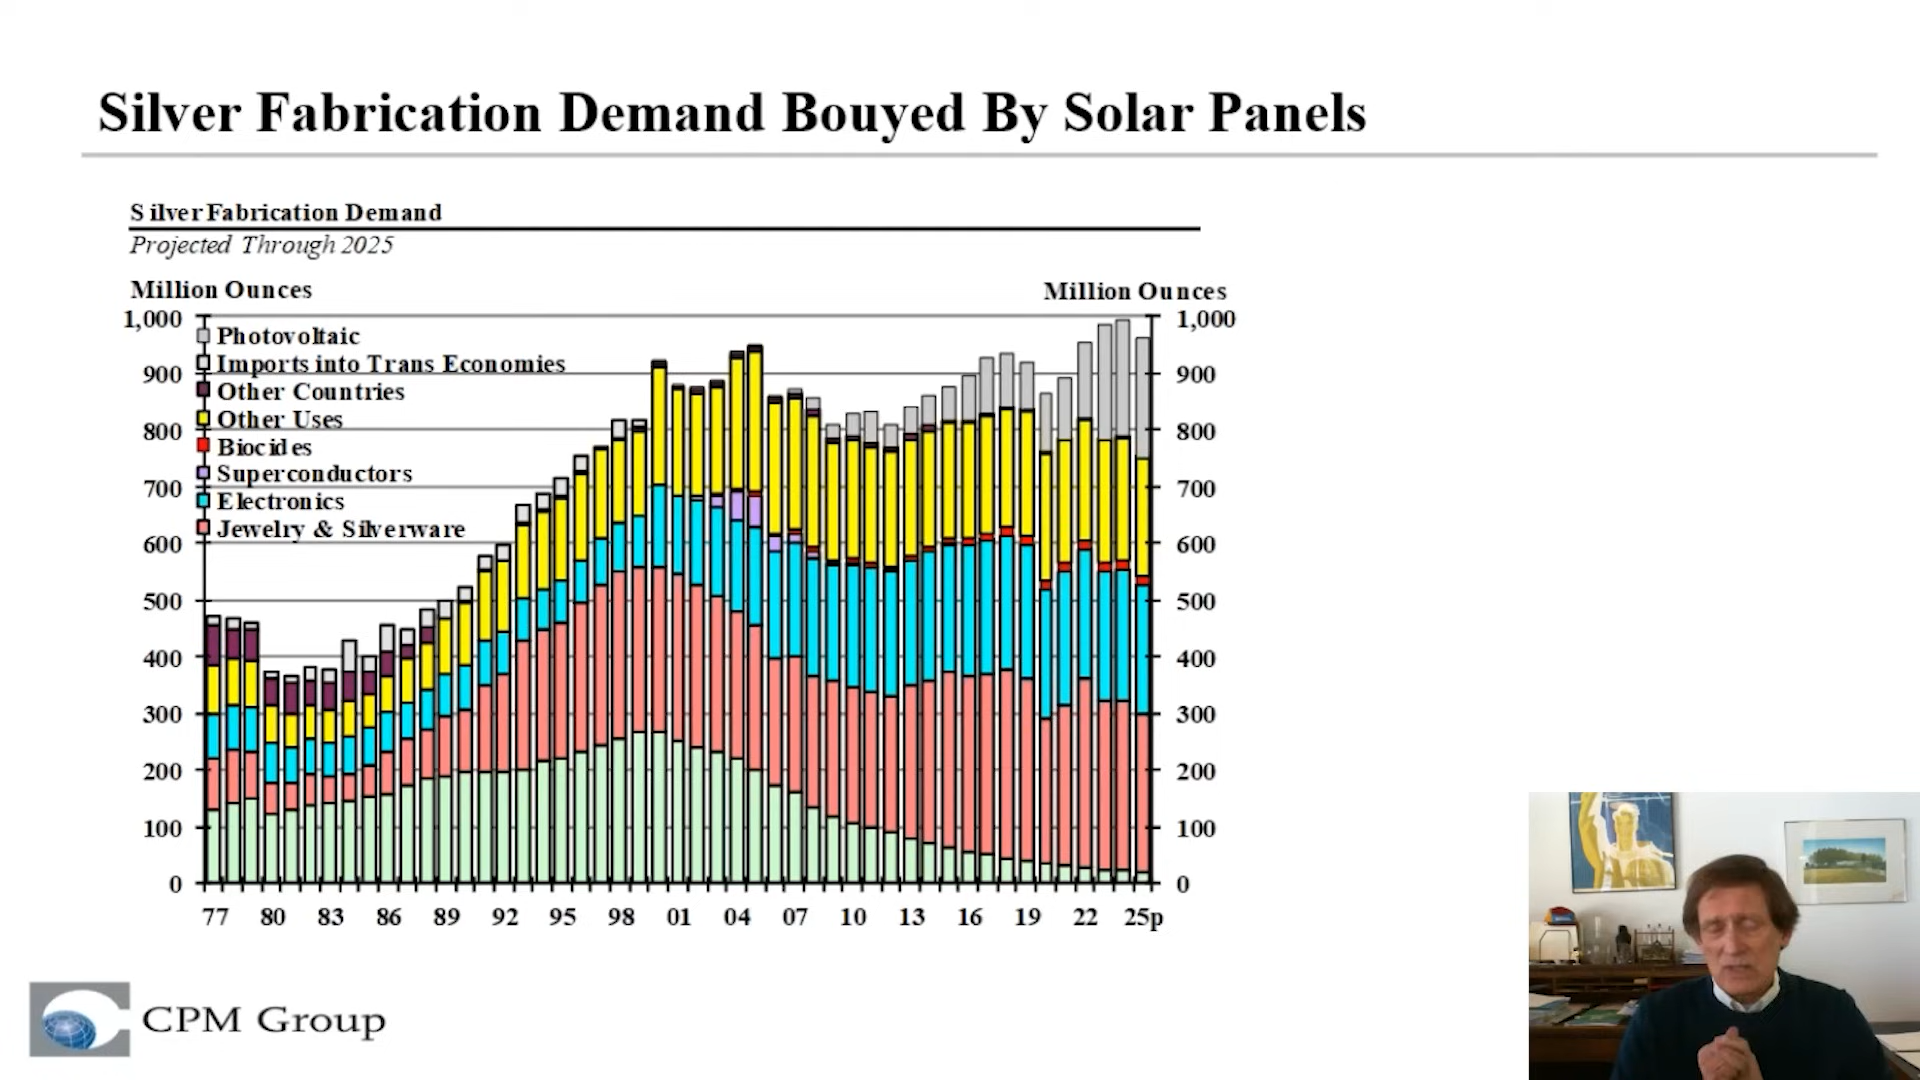 Silver Fabrication Demand Bouyed By Solar Panels
Silver Fabrication Demand
Projected Through 2025
Million Ounces
Million Ounces
1,000
900
800
700
600
500
400
300
200
100
0
Photovoltaic
Imports into Trans Economies
Other Countries
Other Uses
Biocides
Superconductors
Electronics
Jewelry & Silverware
1,000
900
800
700
600
500
400
300
200
100
0
77 80 83 86 89 92 95 98 01 04 07 10 13 16 19 22 25p
CPM Group